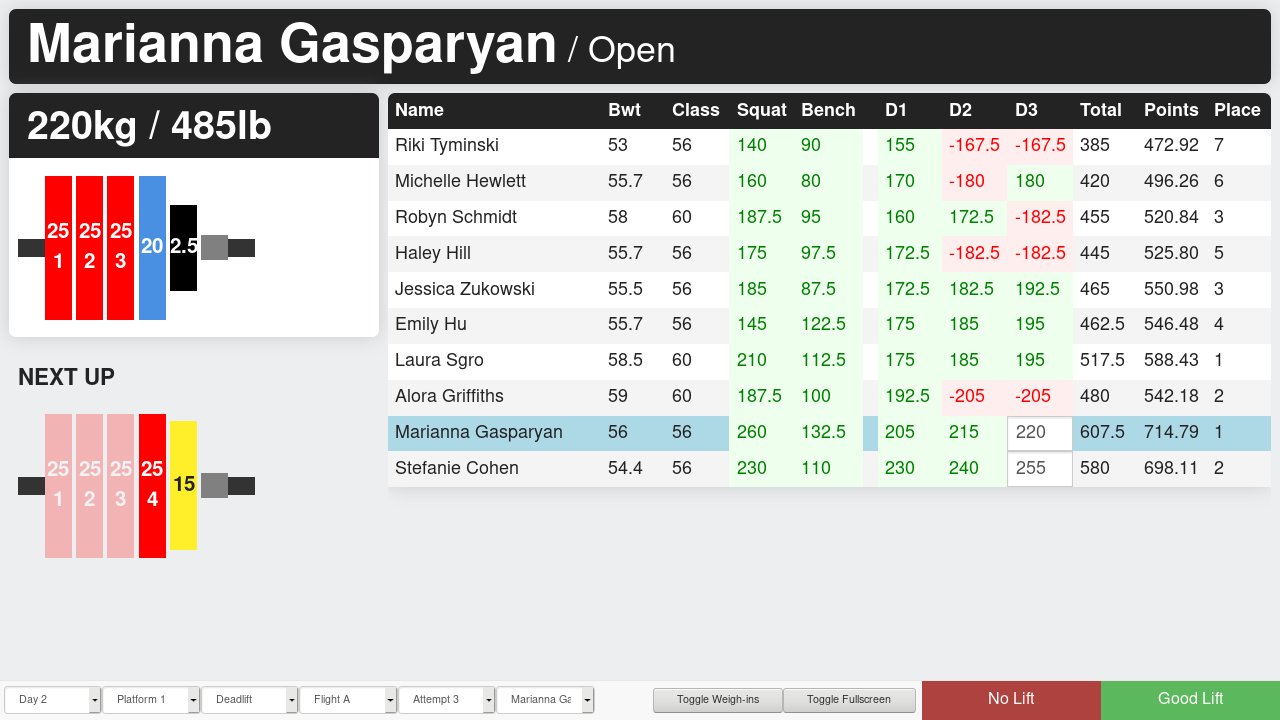 Marianna Gasparyan / Open
220kg / 485lb
25 25 25 20 2.5
1 2 3
NEXT UP
25 25 25 25 15
1 2 3 4
Name Bwt Class Squat Bench D1 D2 D3 Total Points Place
Riki Tyminski 53 56 140 90 155 -167.5 -167.5 385 472.92 7
Michelle Hewlett 55.7 56 160 80 170 -180 180 420 496.26 6
Robyn Schmidt 58 60 187.5 95 160 172.5 -182.5 455 520.84 3
Haley Hill 55.7 56 175 97.5 172.5 -182.5 -182.5 445 525.80 5
Jessica Zukowski 55.5 56 185 87.5 172.5 182.5 192.5 465 550.98 3
Emily Hu 55.7 56 145 122.5 175 185 195 462.5 546.48 4
Laura Sgro 58.5 60 210 112.5 175 185 195 517.5 588.43 1
Alora Griffiths 59 60 187.5 100 192.5 -205 -205 480 542.18 2
Marianna Gasparyan 56 56 260 132.5 205 215 220 607.5 714.79 1
Stefanie Cohen 54.4 56 230 110 230 240 255 580 698.11 2
Day 2 Platform 1 Deadlift Flight A Attempt 3 Marianna Ga Toggle Weigh-ins Toggle Fullscreen No Lift Good Lift